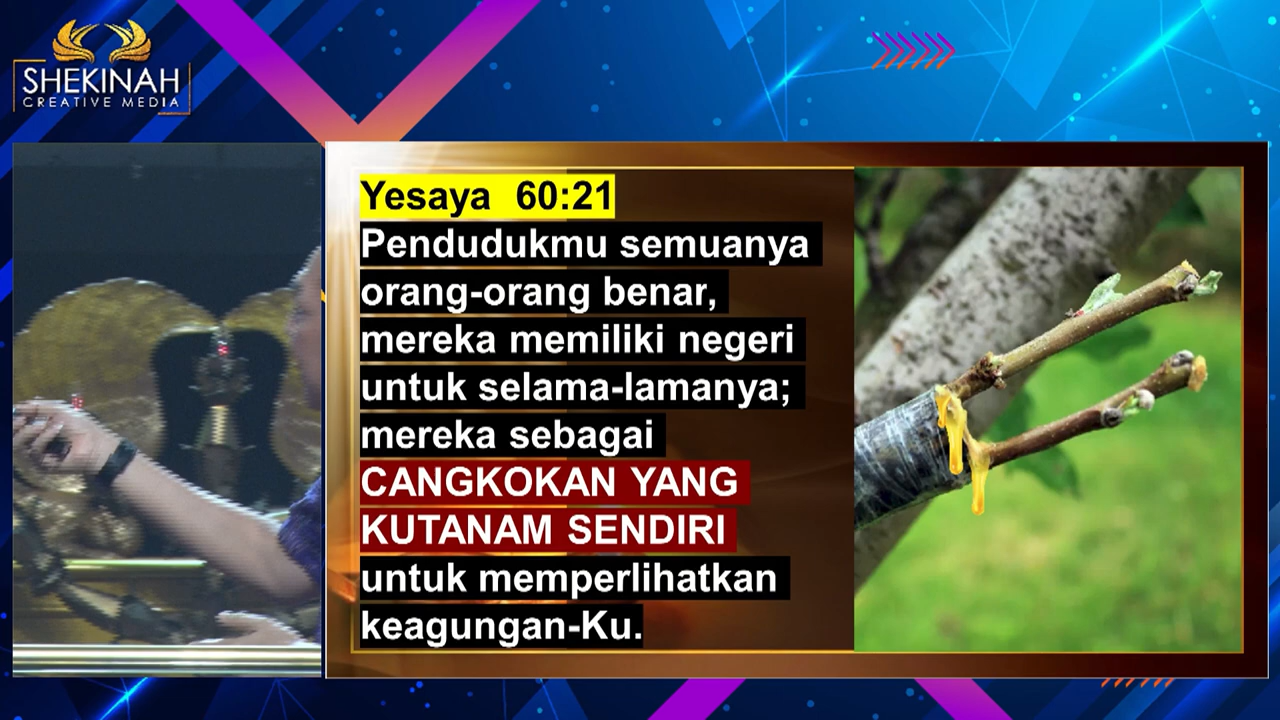 SHEKINAH
CREATIVE MEDIA
Yesaya 60:21
Pendudukmu semuanya
orang-orang benar,
mereka memiliki negeri
untuk selama-lamanya;
mereka sebagai
CANGKOKAN YANG
KUTANAM SENDIRI
untuk memperlihatkan
keagungan-Ku.